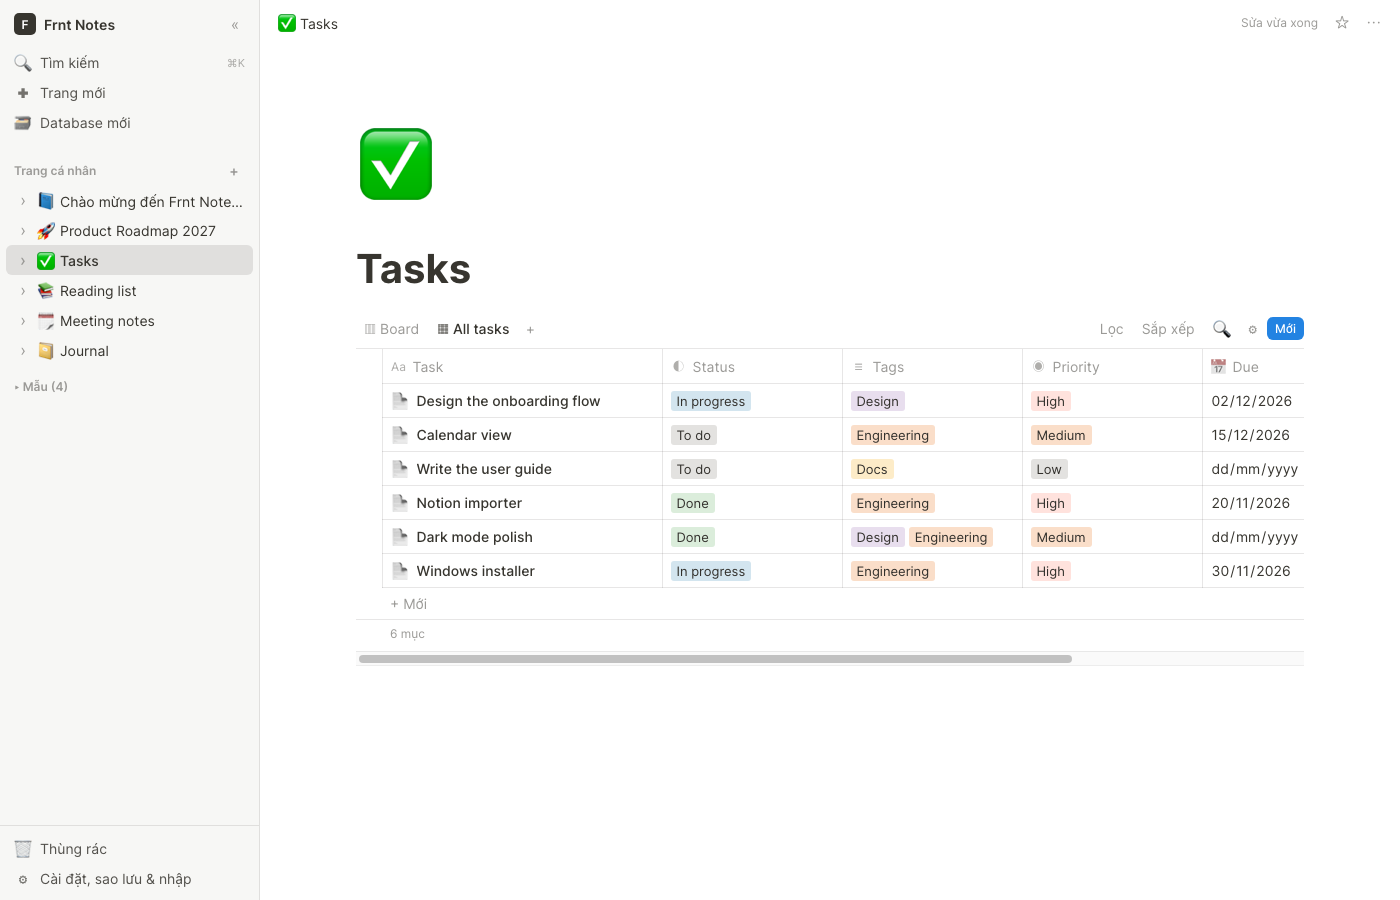 F Frnt Notes «
Tìm kiếm ⌘K
Trang mới
Database mới
Trang cá nhân +
Chào mừng đến Frnt Note...
Product Roadmap 2027
Tasks
Reading list
Meeting notes
Journal
Mẫu (4)
Thùng rác
Cài đặt, sao lưu & nhập
Tasks
Sửa vừa xong
Tasks
Board All tasks +
Lọc Sắp xếp Mới
Aa Task Status Tags Priority Due
Design the onboarding flow In progress Design High 02/12/2026
Calendar view To do Engineering Medium 15/12/2026
Write the user guide To do Docs Low dd/mm/yyyy
Notion importer Done Engineering High 20/11/2026
Dark mode polish Done Design Engineering Medium dd/mm/yyyy
Windows installer In progress Engineering High 30/11/2026
+ Mới
6 mục